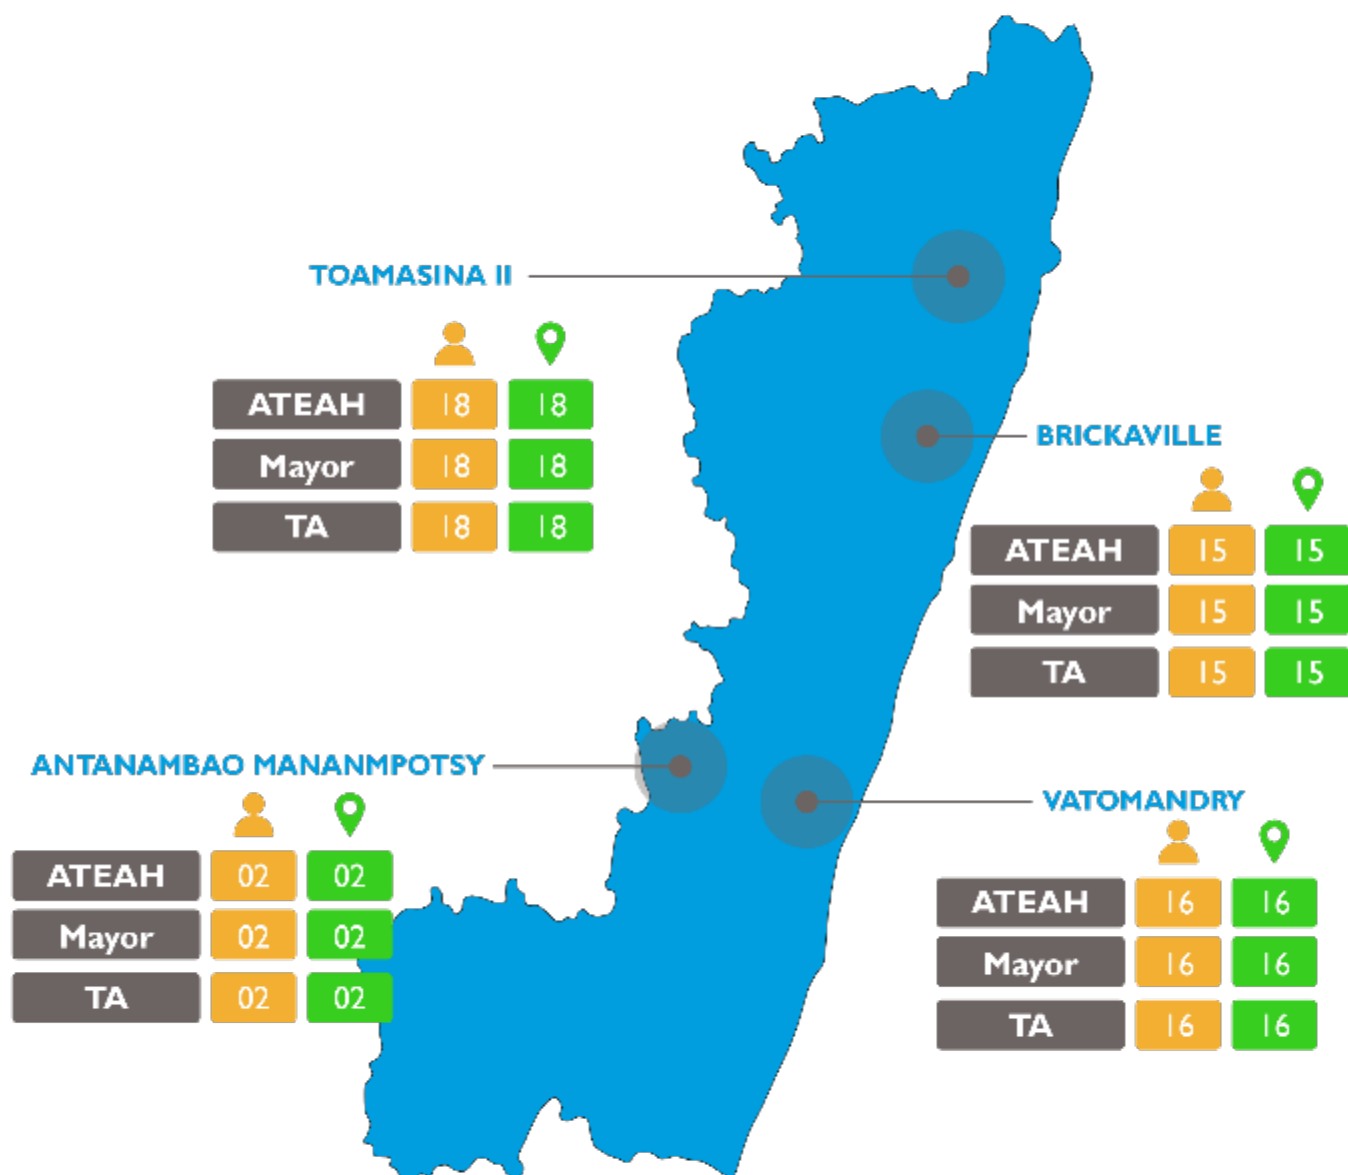 TOAMASINA II
ATEAH 18 18
Mayor 18 18
TA 18 18
BRICKAVILLE
ATEAH 15 15
Mayor 15 15
TA 15 15
ANTANAMBAO MANANMPOTSY
ATEAH 02 02
Mayor 02 02
TA 02 02
VATOMANDRY
ATEAH 16 16
Mayor 16 16
TA 16 16